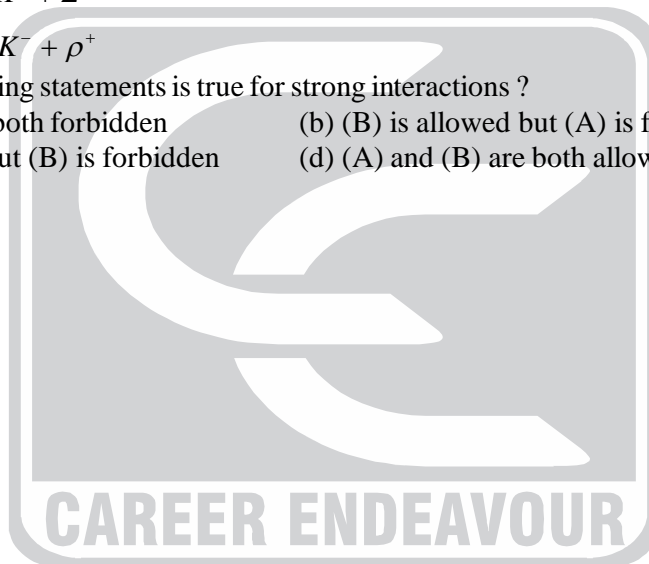 K⁻ + ρ⁺
ing statements is true for strong interactions ?
both forbidden (b) (B) is allowed but (A) is f
ut (B) is forbidden (d) (A) and (B) are both allow
CAREER ENDEAVOUR